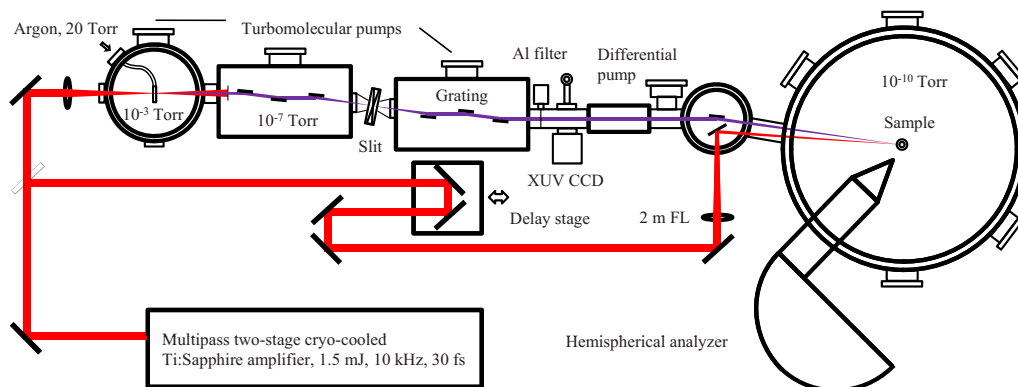 Argon, 20 Torr
Turbomolecular pumps
Al filter
Differential
pump
10-10 Torr
Grating
Sample
10-3 Torr
10-7 Torr
Slit
XUV CCD
Delay stage
2 m FL
Multipass two-stage cryo-cooled
Ti:Sapphire amplifier, 1.5 mJ, 10 kHz, 30 fs
Hemispherical analyzer